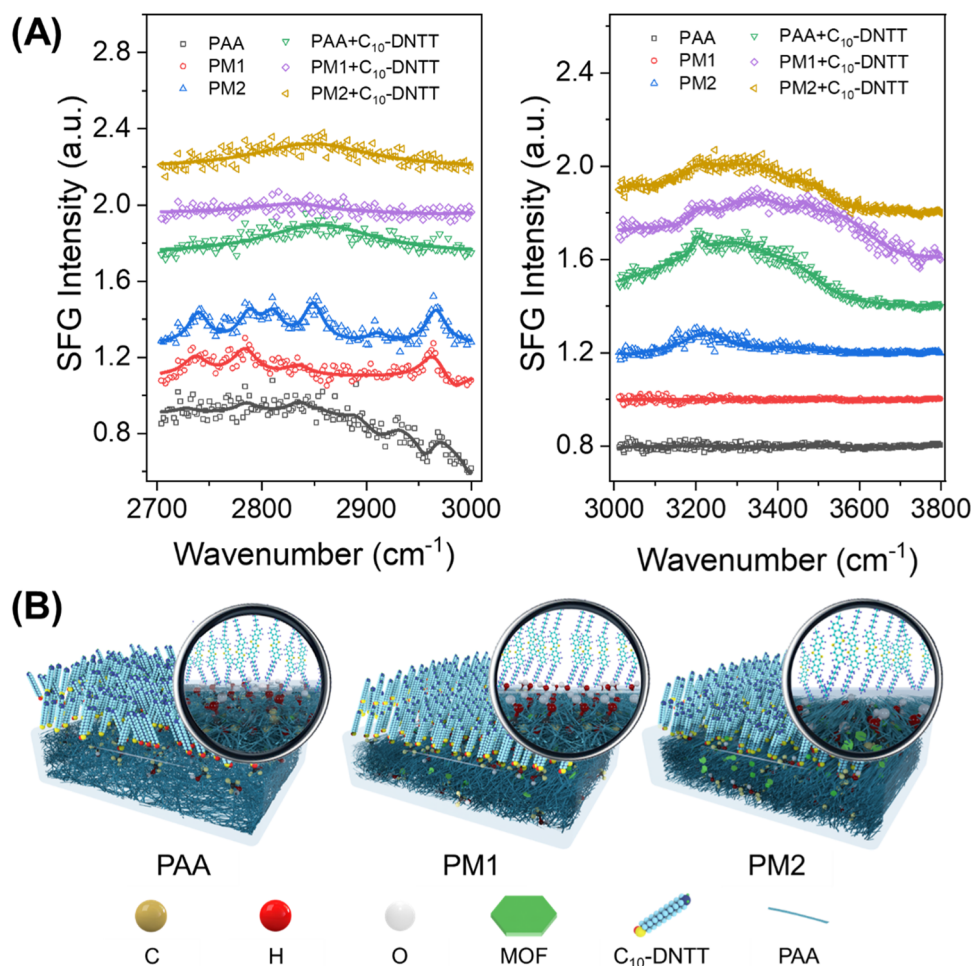 (A)
PAA
PM1
PM2
PAA+C10-DNTT
PM1+C10-DNTT
PM2+C10-DNTT
SFG Intensity (a.u.)
2.8
2.4
2.0
1.6
1.2
0.8
2700 2800 2900 3000
Wavenumber (cm-1)
PAA
PM1
PM2
PAA+C10-DNTT
PM1+C10-DNTT
PM2+C10-DNTT
SFG Intensity (a.u.)
2.4
2.0
1.6
1.2
0.8
3000 3200 3400 3600 3800
Wavenumber (cm-1)
(B)
PAA PM1 PM2
C H O MOF C10-DNTT PAA